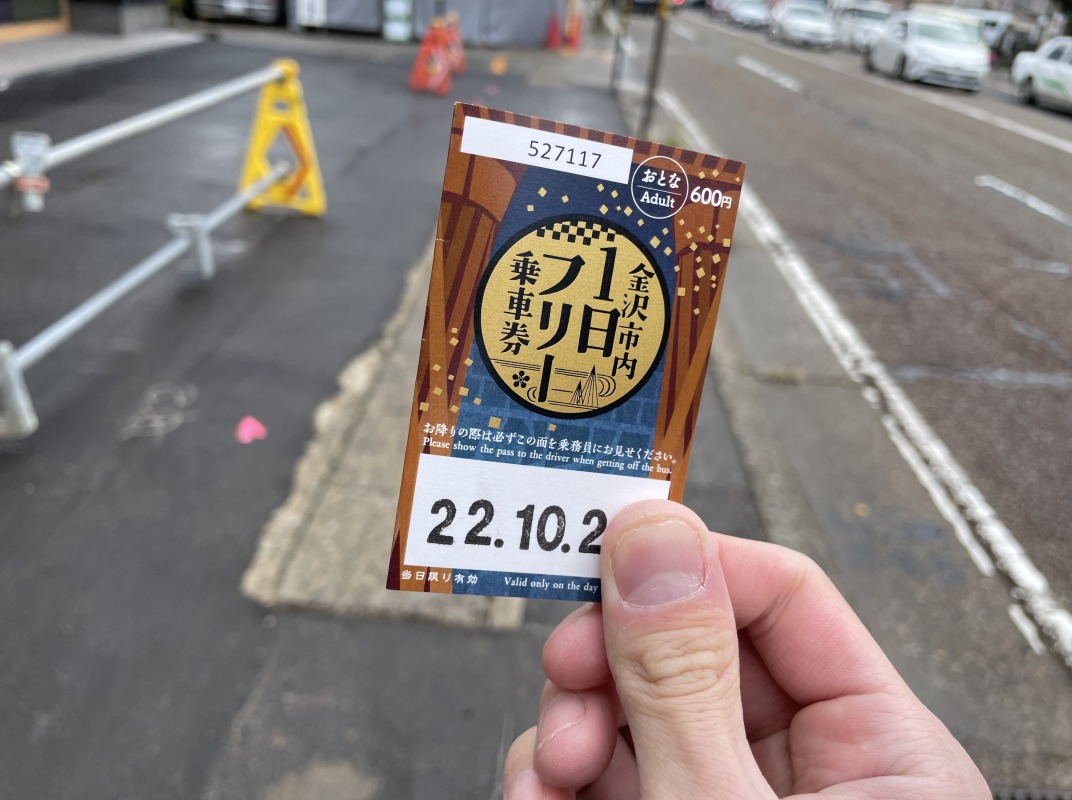 527117
おとな
Adult
600円
金沢市内
1日
フリー
乗車券
お降りの際は必ずこの面を乗務員にお見せください。
Please show the pass to the driver when getting off the bus.
22.10.2
当日限り有効
Valid only on the day